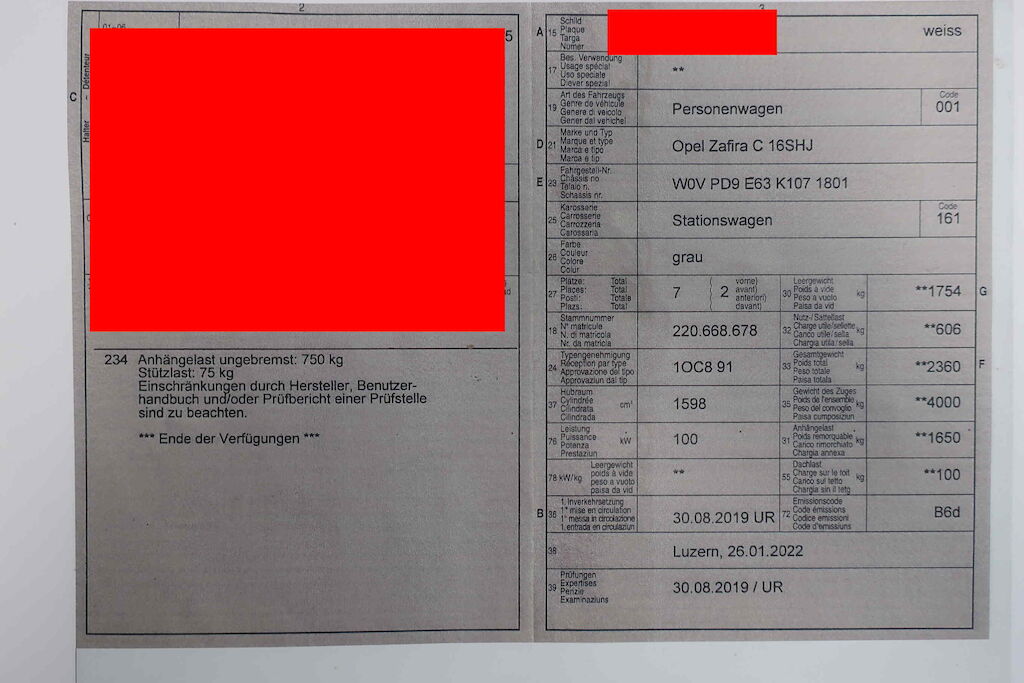 2
01-06
5
C
Halter - Détenteur
234 Anhängelast ungebremst: 750 kg
Stützlast: 75 kg
Einschränkungen durch Hersteller, Benutzer-
handbuch und/oder Prüfbericht einer Prüfstelle
sind zu beachten.
*** Ende der Verfügungen ***
3
A 15 Schild
Plaque
Targa
Numer
weiss
17 Bes. Verwendung
Usage spécial
Uso speciale
Diever spezial
**
19 Art des Fahrzeugs
Genre de véhicule
Genere di veicolo
Gener dal vehichel
Personenwagen
Code
001
D 21 Marke und Typ
Marque et type
Marca e tipo
Marca e tip
Opel Zafira C 16SHJ
E 23 Fahrgestell-Nr.
Châssis no
Telaio n.
Schassis nr.
W0V PD9 E63 K107 1801
25 Karosserie
Carrosserie
Carrozzeria
Carossaria
Stationswagen
Code
161
26 Farbe
Couleur
Colore
Colur
grau
27 Plätze: Total
Places: Total
Posti: Totale
Plazs: Total
7 ( 2 vorne)
avant)
anteriori)
davant)
30 Leergewicht
Poids à vide
Peso a vuoto
Paisa da vid
kg
**1754 G
18 Stammnummer
N° matricule
N. di matricola
Nr. da matricla
220.668.678
32 Nutz-/Sattellast
Charge utile/sellette
Carico utile/sella
Chargia utila/sella
kg
**606
24 Typengenehmigung
Réception par type
Approvazione del tipo
Approvaziun dal tip
1OC8 91
33 Gesamtgewicht
Poids total
Peso totale
Paisa totala
kg
**2360 F
37 Hubraum
Cylindrée
Cilindrata
Cilindrada
cm³
1598
35 Gewicht des Zuges
Poids de l'ensemble
Peso del convoglio
Paisa cumposiziun
kg
**4000
76 Leistung
Puissance
Potenza
Prestaziun
kW
100
31 Anhängelast
Poids remorquable
Carico rimorchiato
Chargia annexa
kg
**1650
78 kW/kg Leergewicht
poids à vide
peso a vuoto
paisa da vid
**
55 Dachlast
Charge sur le toit
Carico sul tetto
Chargia sin il tetg
kg
**100
B 36 1. Inverkehrsetzung
1re mise en circulation
1a messa in circolazione
1. entrada en circulaziun
30.08.2019 UR
72 Emissionscode
Code émissions
Codice emissioni
Code d'emissiuns
B6d
38 Luzern, 26.01.2022
39 Prüfungen
Expertises
Perizie
Examinaziuns
30.08.2019 / UR